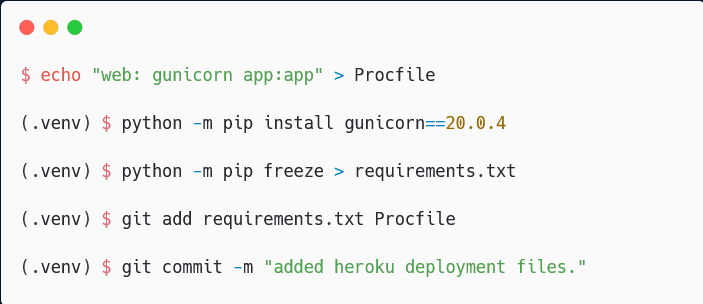 $ echo "web: gunicorn app:app" > Procfile
(.venv) $ python -m pip install gunicorn==20.0.4
(.venv) $ python -m pip freeze > requirements.txt
(.venv) $ git add requirements.txt Procfile
(.venv) $ git commit -m "added heroku deployment files."